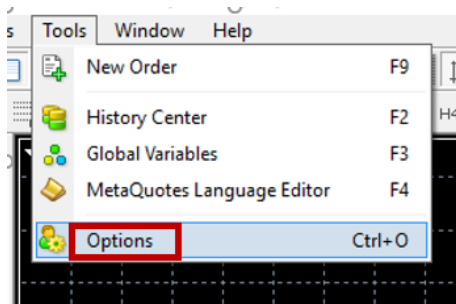 s Tools Window Help
New Order F9
H4
History Center F2
Global Variables F3
MetaQuotes Language Editor F4
Options Ctrl+O